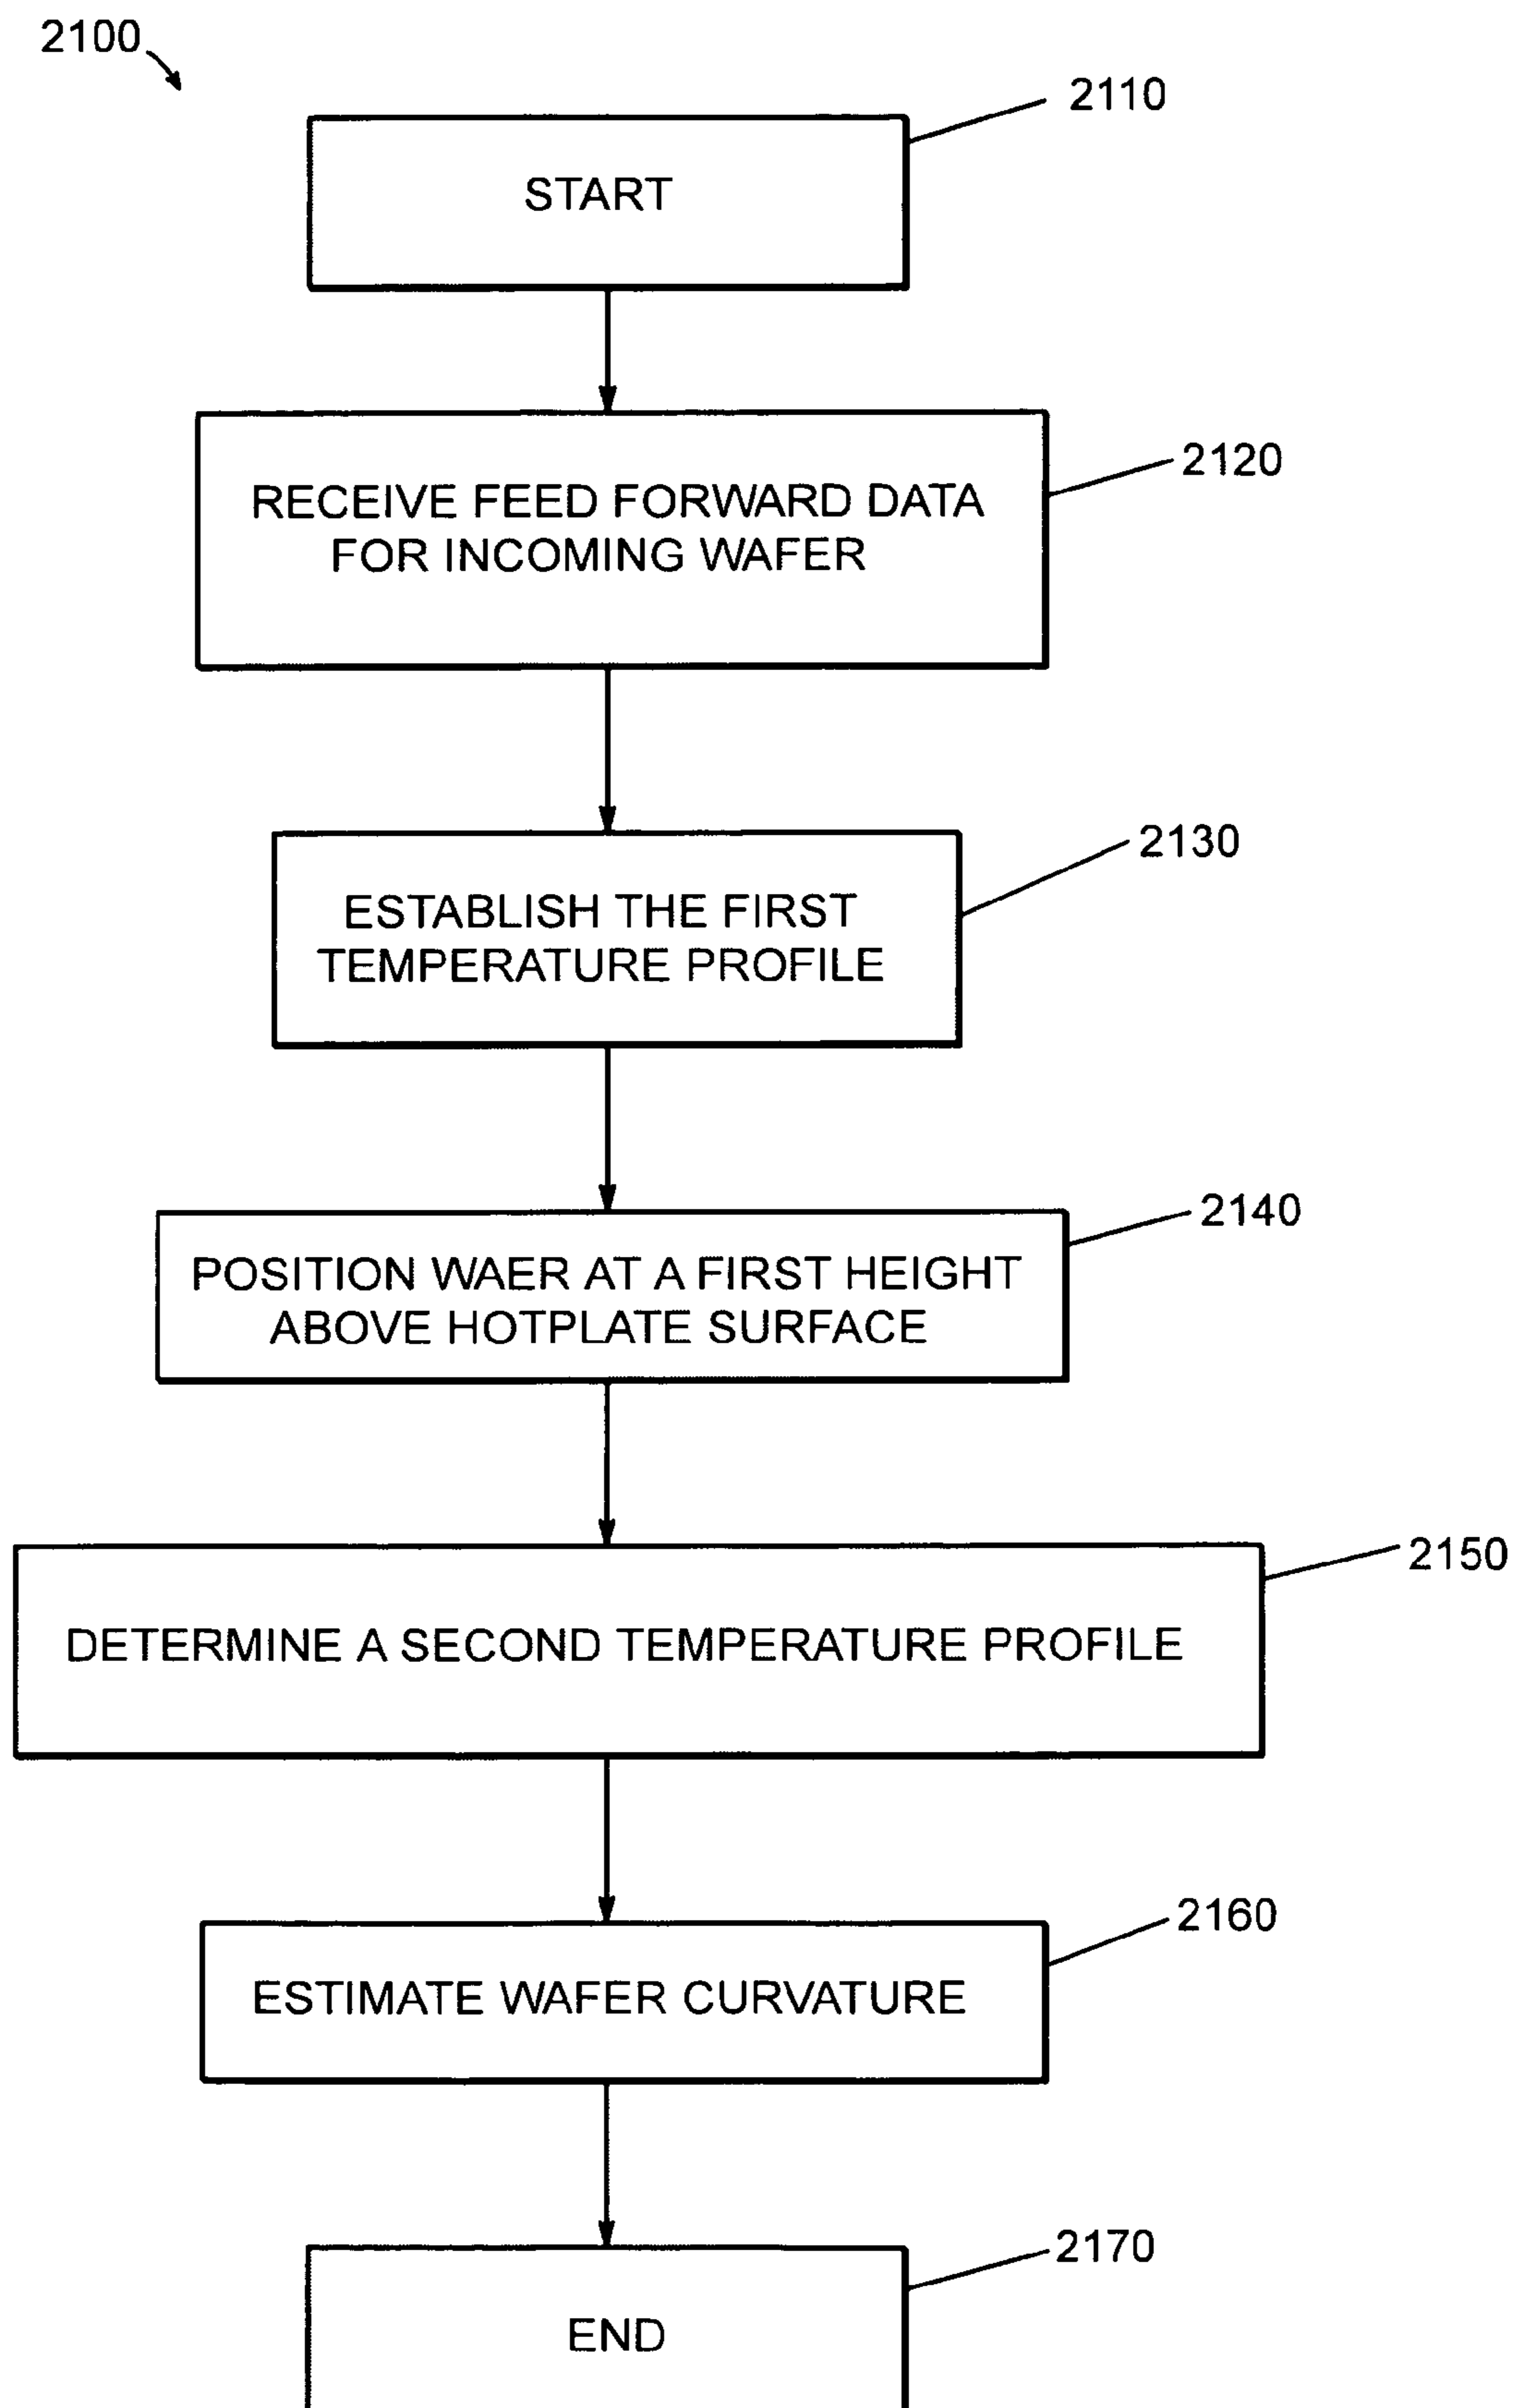 2100
2110
START
2120
RECEIVE FEED FORWARD DATA
FOR INCOMING WAFER
2130
ESTABLISH THE FIRST
TEMPERATURE PROFILE
2140
POSITION WAER AT A FIRST HEIGHT
ABOVE HOTPLATE SURFACE
2150
DETERMINE A SECOND TEMPERATURE PROFILE
2160
ESTIMATE WAFER CURVATURE
2170
END